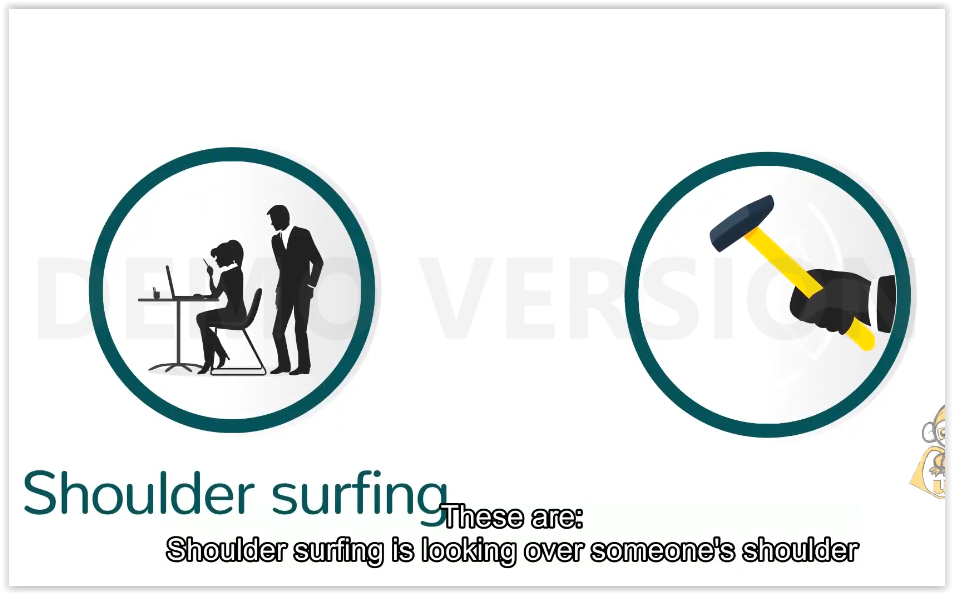 DEMO VERSION
Shoulder surfing
These are:
Shoulder surfing is looking over someone's shoulder